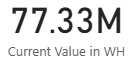 77.33M
Current Value in WH